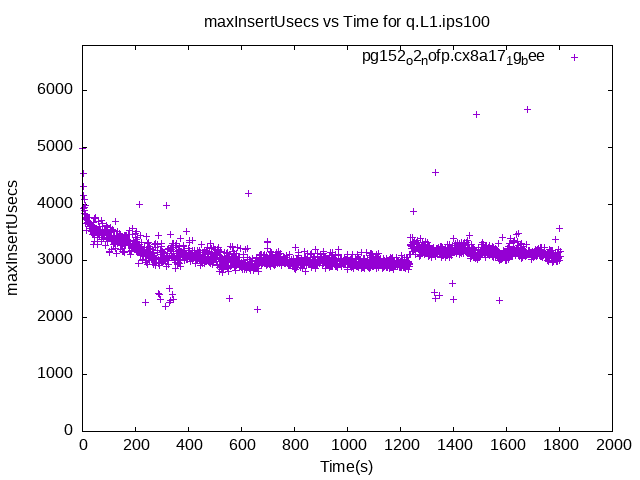 maxInsertUsecs vs Time for q.L1.ips100
pg152_o2_nofp.cx8a17_1g_bee
6000
5000
4000
3000
2000
1000
0
maxInsertUsecs
0 200 400 600 800 1000 1200 1400 1600 1800 2000
Time(s)